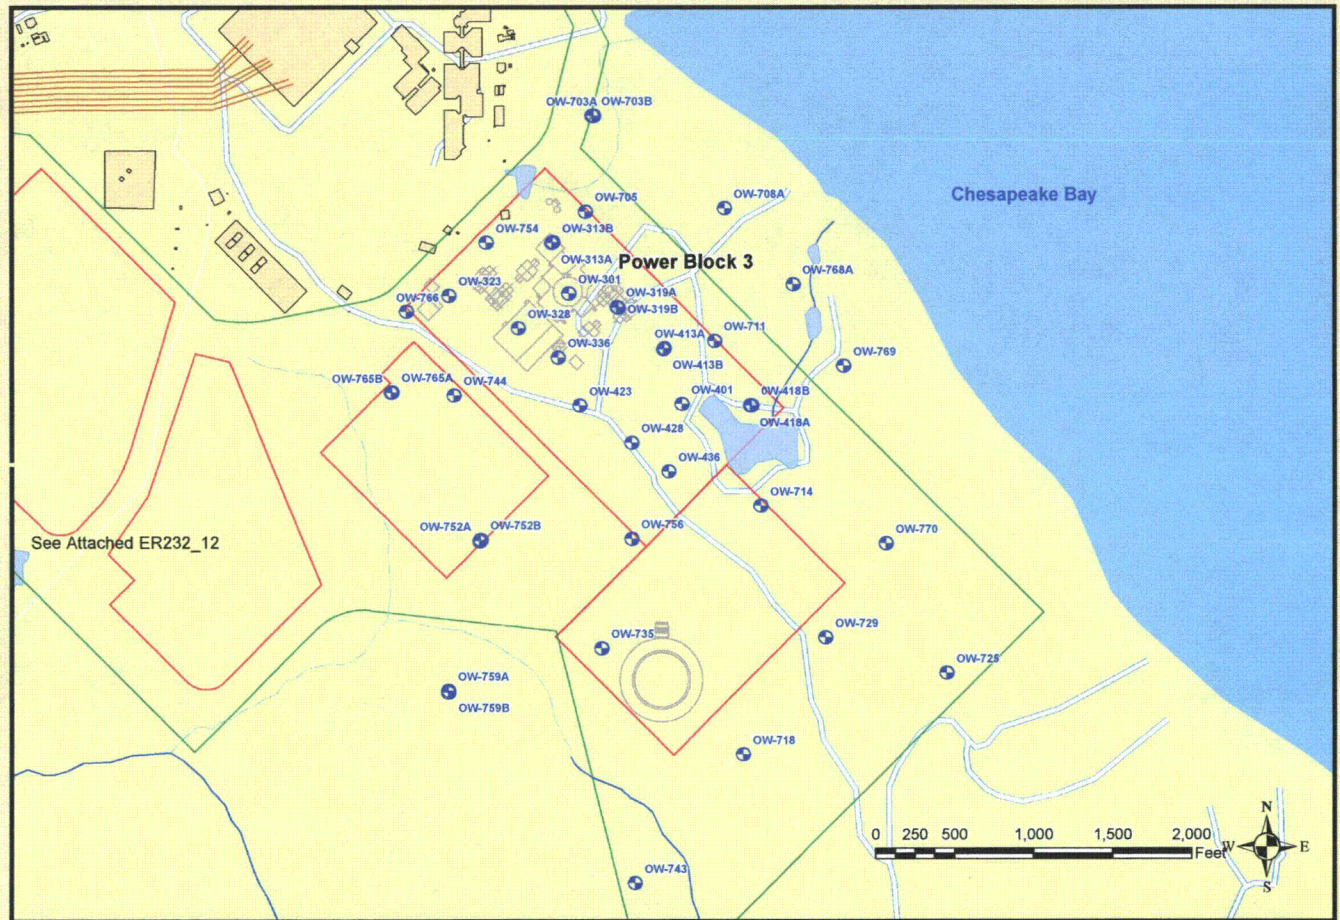 OW-703A OW-703B
Chesapeake Bay
OW-705
OW-708A
OW-754
OW-313B
OW-313A
Power Block 3
OW-768A
OW-323
OW-301
OW-319A
OW-766
OW-319B
OW-328
OW-413A
OW-711
OW-336
OW-413B
OW-769
OW-765B
OW-765A
OW-744
OW-423
OW-401
0W-418B
OW-418A
OW-428
OW-436
OW-714
OW-752A
OW-752B
OW-756
OW-770
See Attached ER232_12
OW-735
OW-729
OW-725
OW-759A
OW-759B
OW-718
N
0 250 500 1,000 1,500 2,000
Feet
W
E
S
OW-743